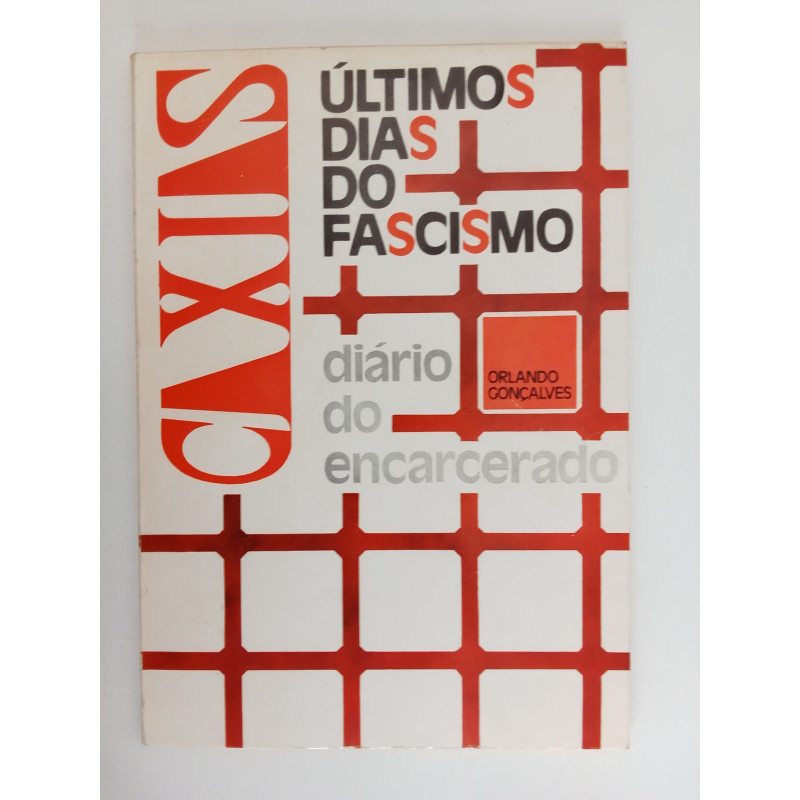 CAXIAS
ÚLTIMOS
DIAS
DO
FASCISMO
diário
do
encarcerado
ORLANDO
GONÇALVES